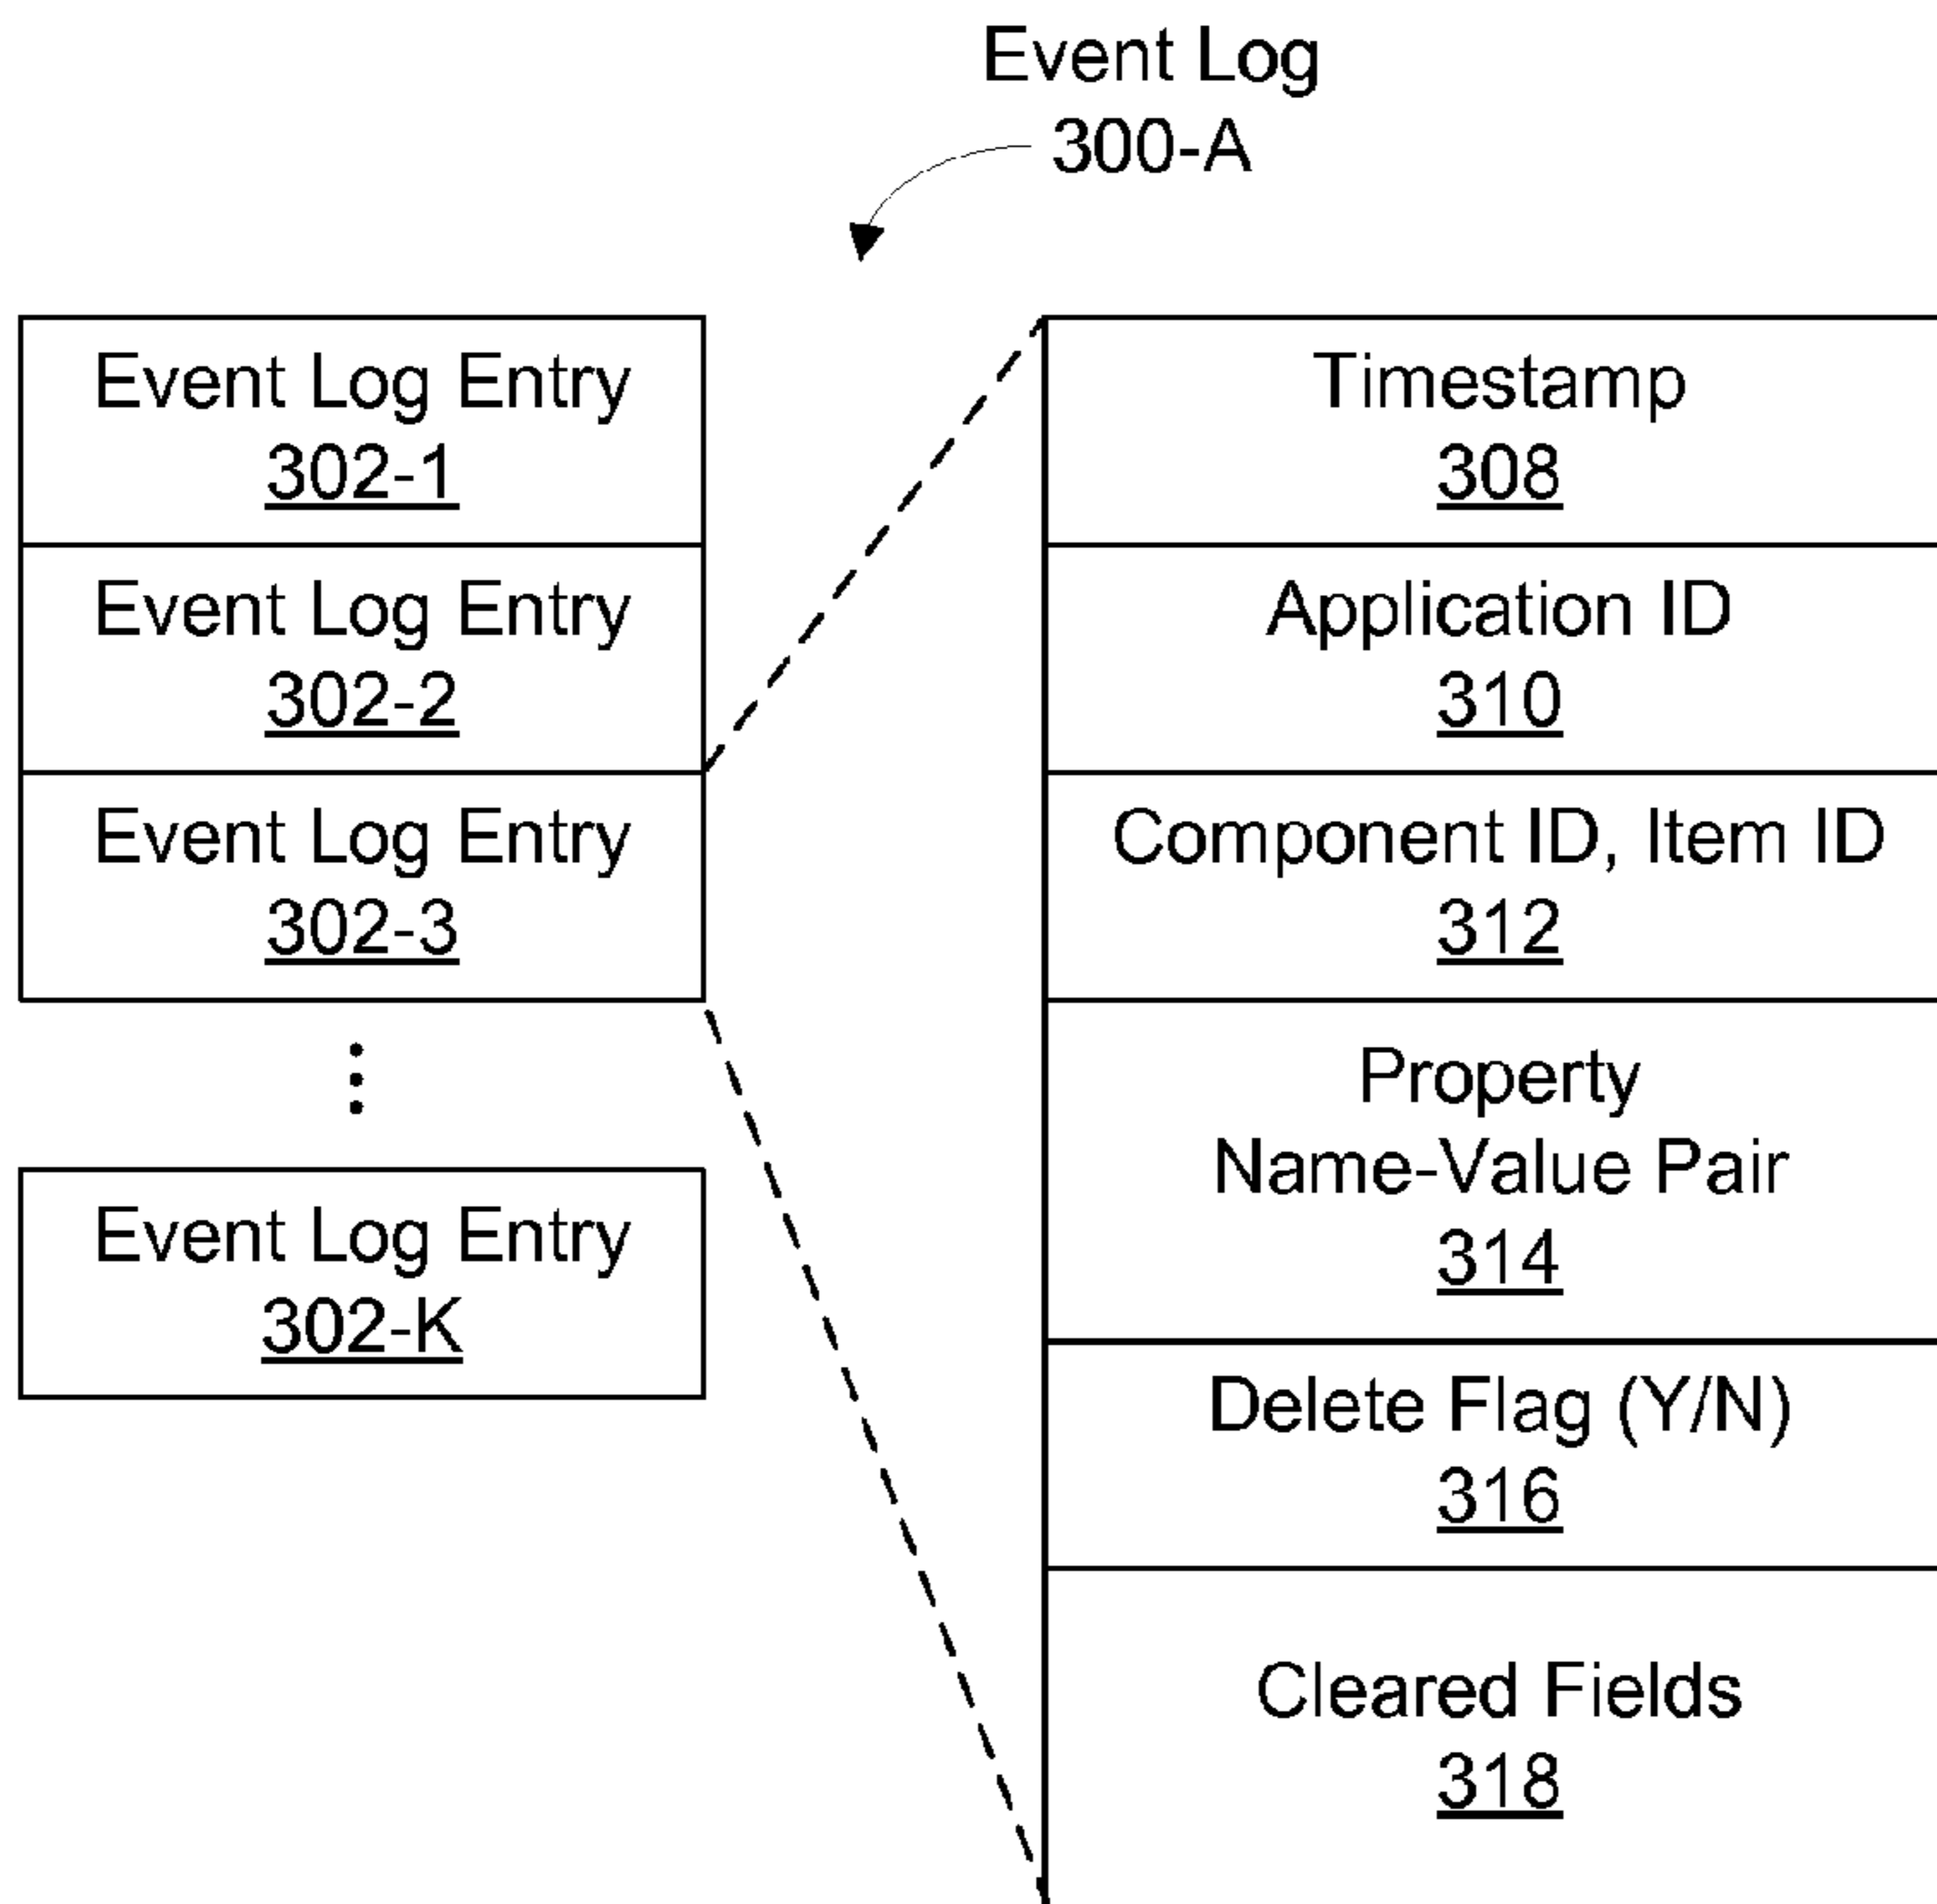 Event Log
300-A
Event Log Entry
302-1
Event Log Entry
302-2
Event Log Entry
302-3
Event Log Entry
302-K
Timestamp
308
Application ID
310
Component ID, Item ID
312
Property
Name-Value Pair
314
Delete Flag (Y/N)
316
Cleared Fields
318